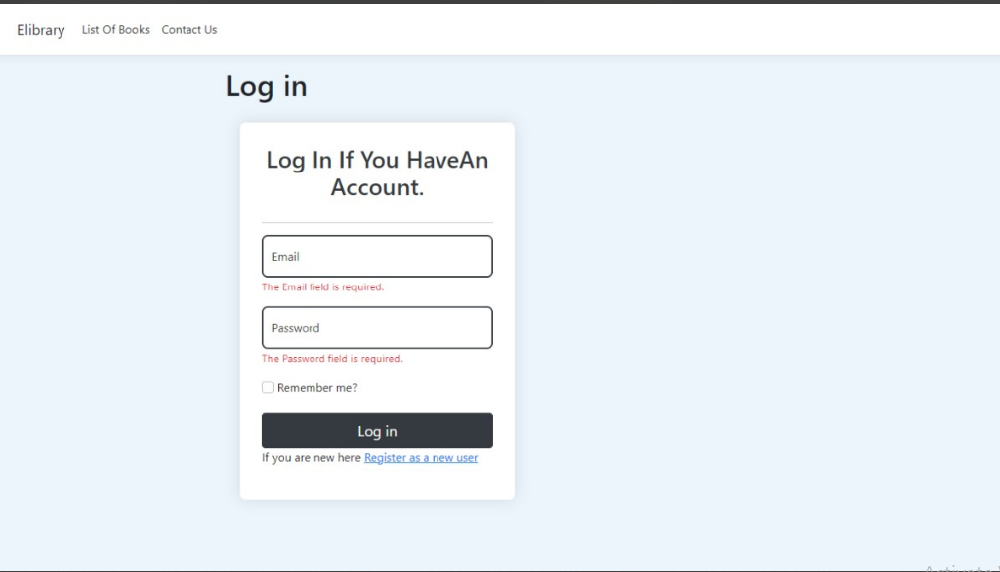 Elibrary List Of Books Contact Us
Log in
Log In If You HaveAn
Account.
Email
The Email field is required.
Password
The Password field is required.
Remember me?
Log in
If you are new here Register as a new user